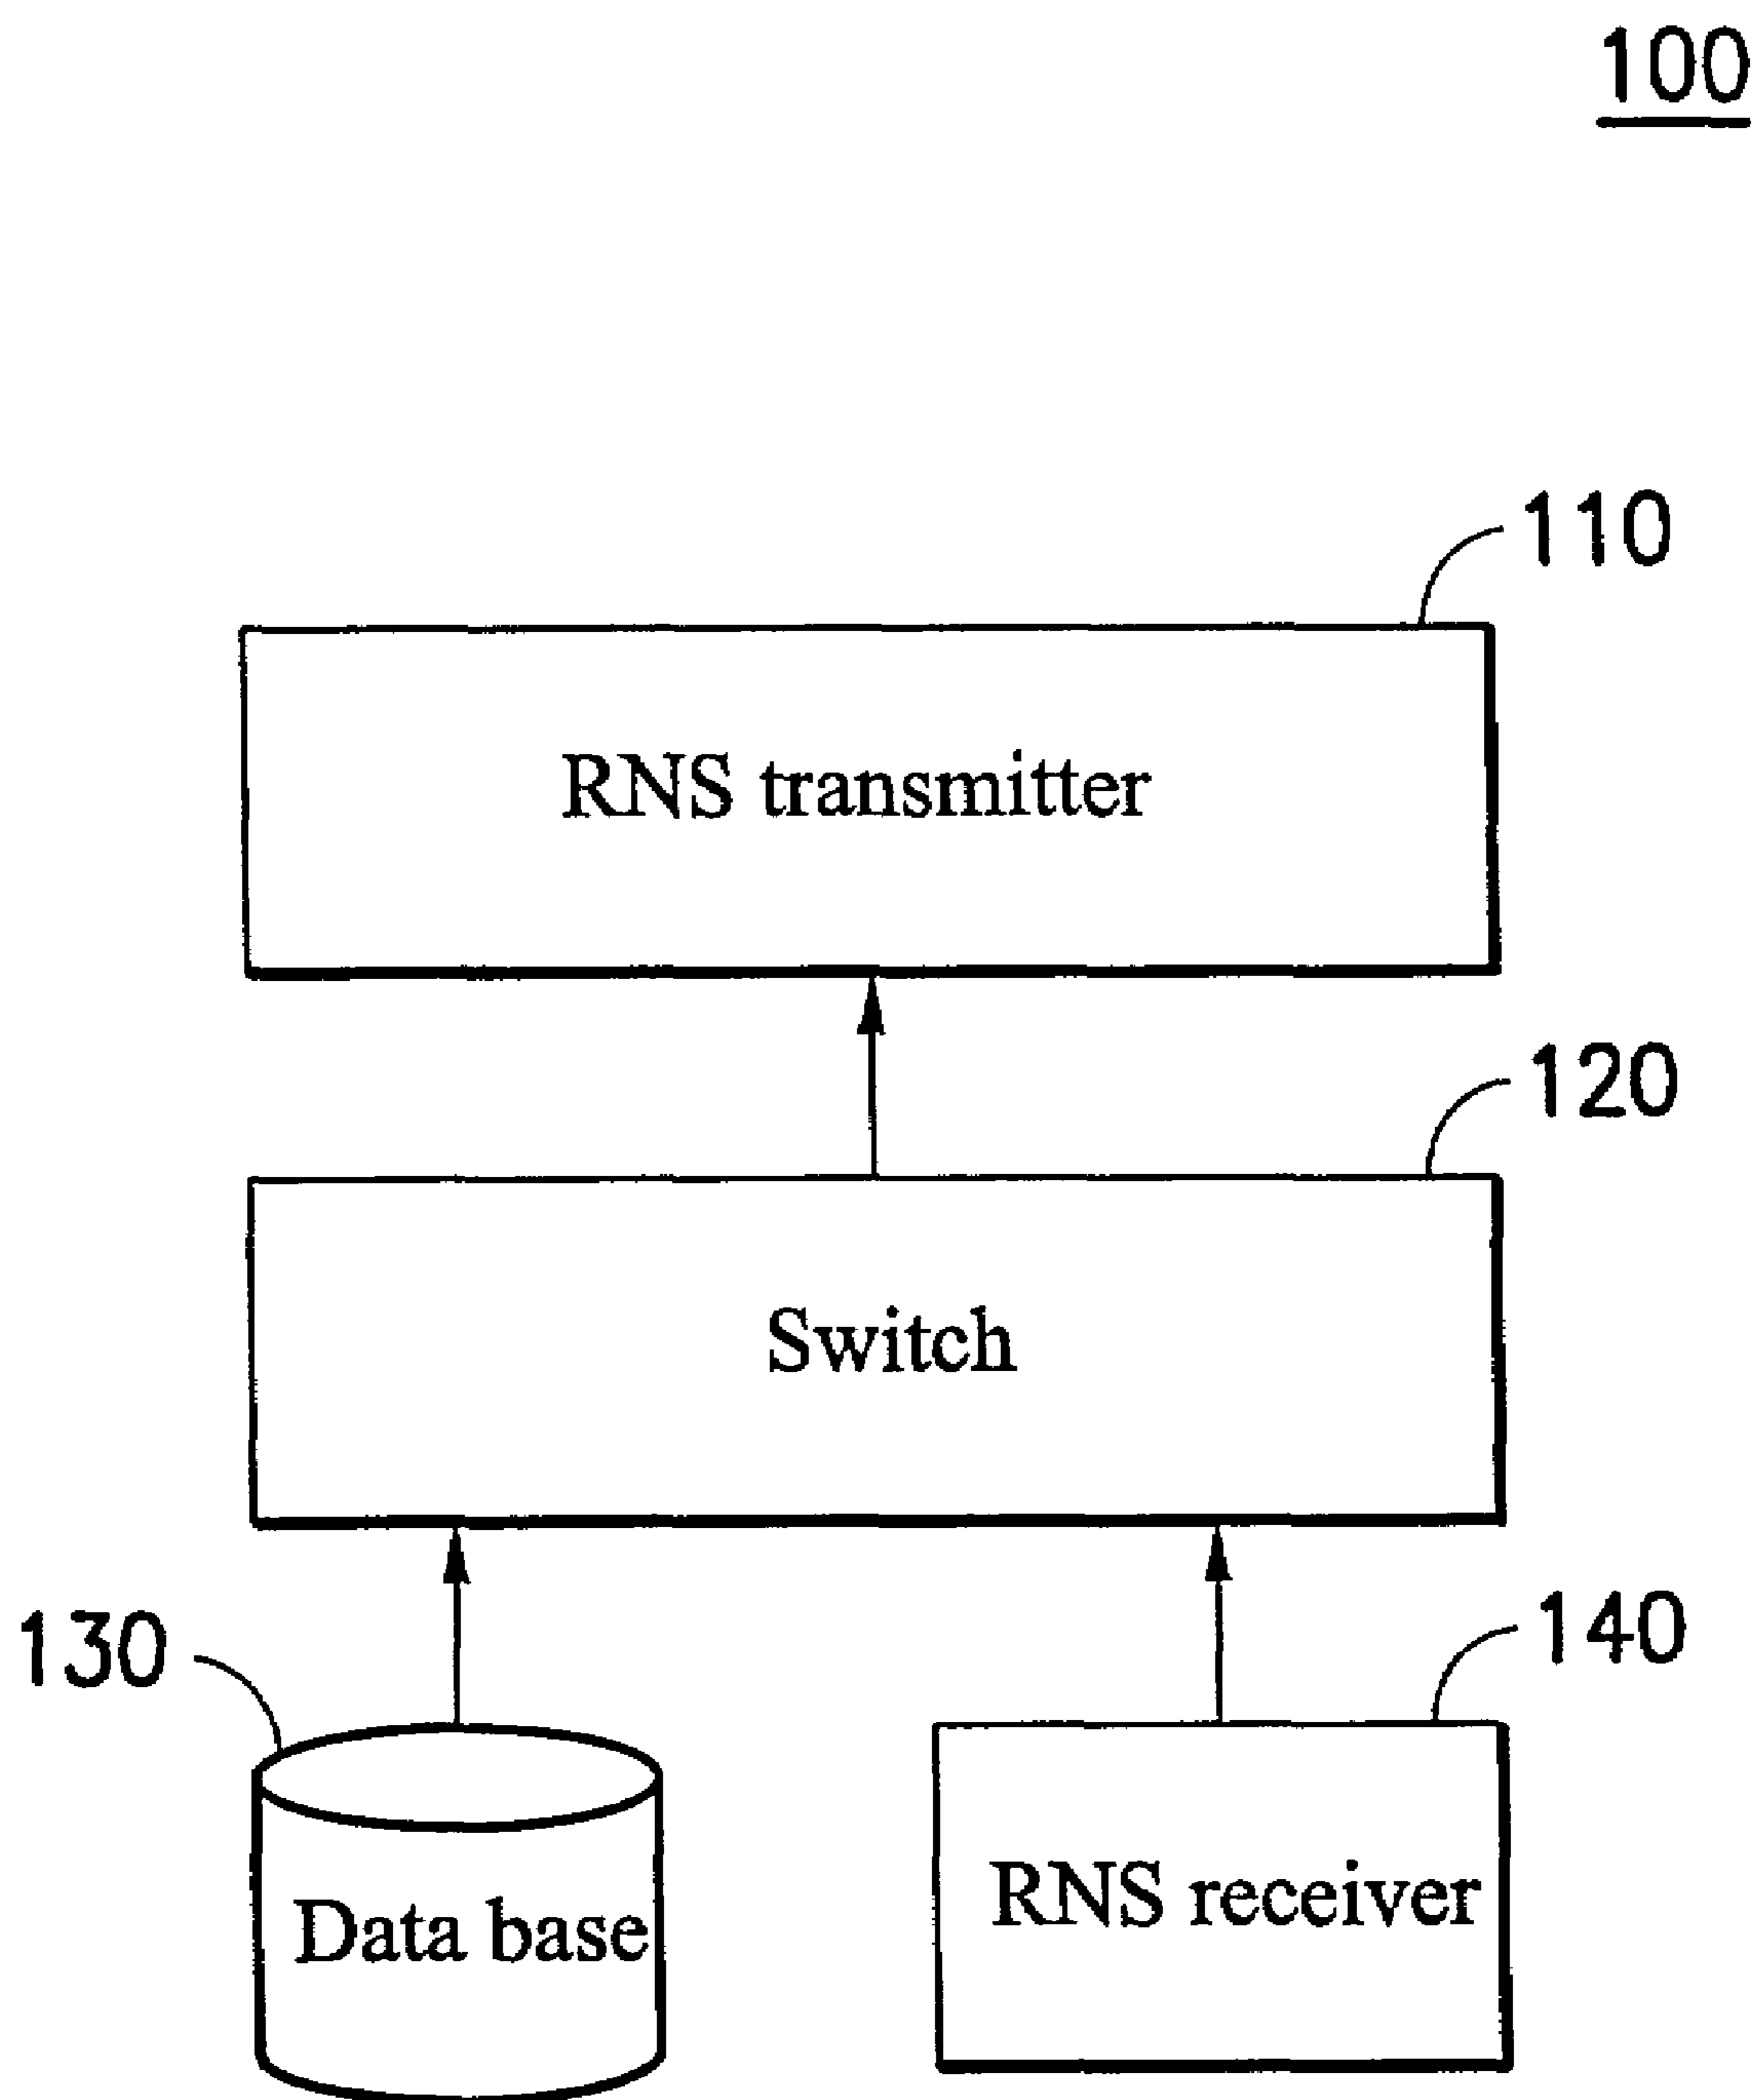 100
110
RNS transmitter
120
Switch
130
140
Data base
RNS receiver